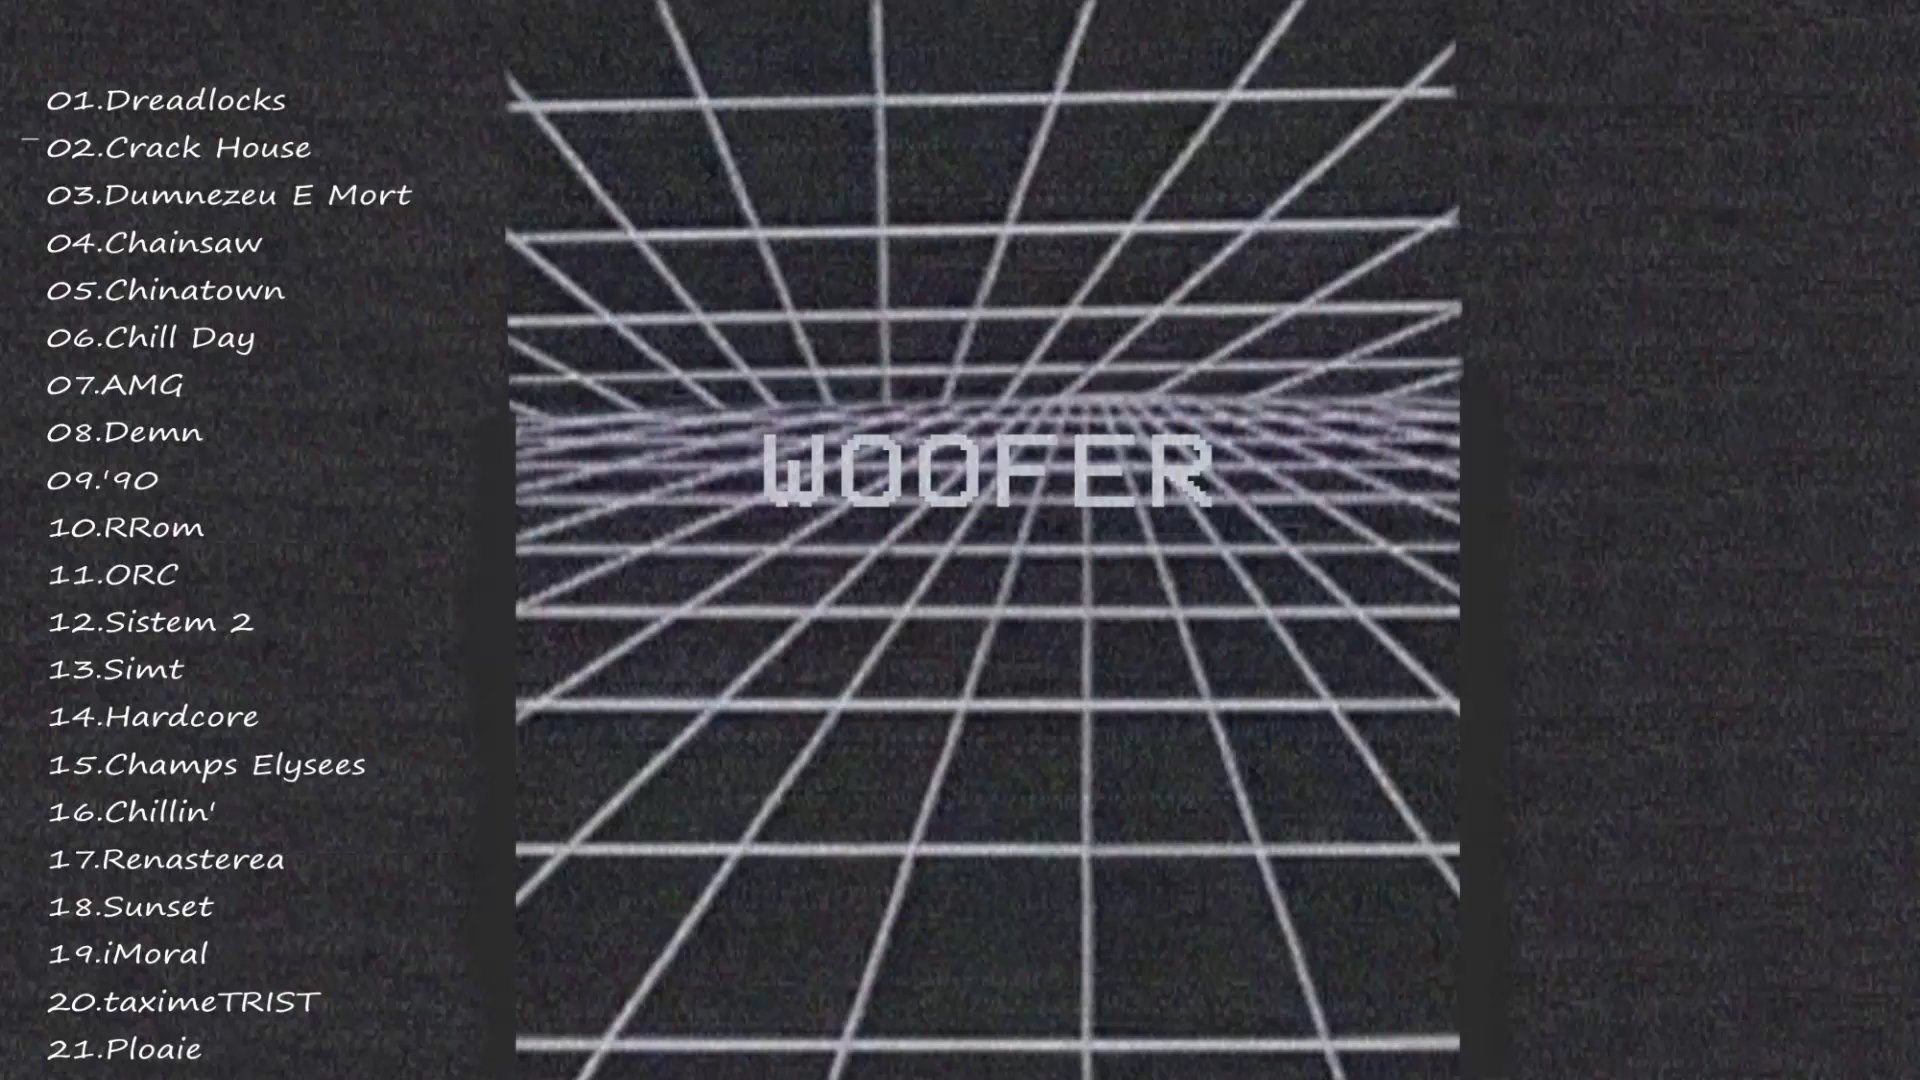 01.Dreadlocks
02.Crack House
03.Dumnezeu E Mort
04.Chainsaw
05.Chinatown
06.Chill Day
07.AMG
08.Demn
09.'90
10.RRom
11.ORC
12.Sistem 2
13.Simt
14.Hardcore
15.Champs Elysees
16.Chillin'
17.Renasterea
18.Sunset
19.iMoral
20.taximeTRIST
21.Ploaie
WOOFER